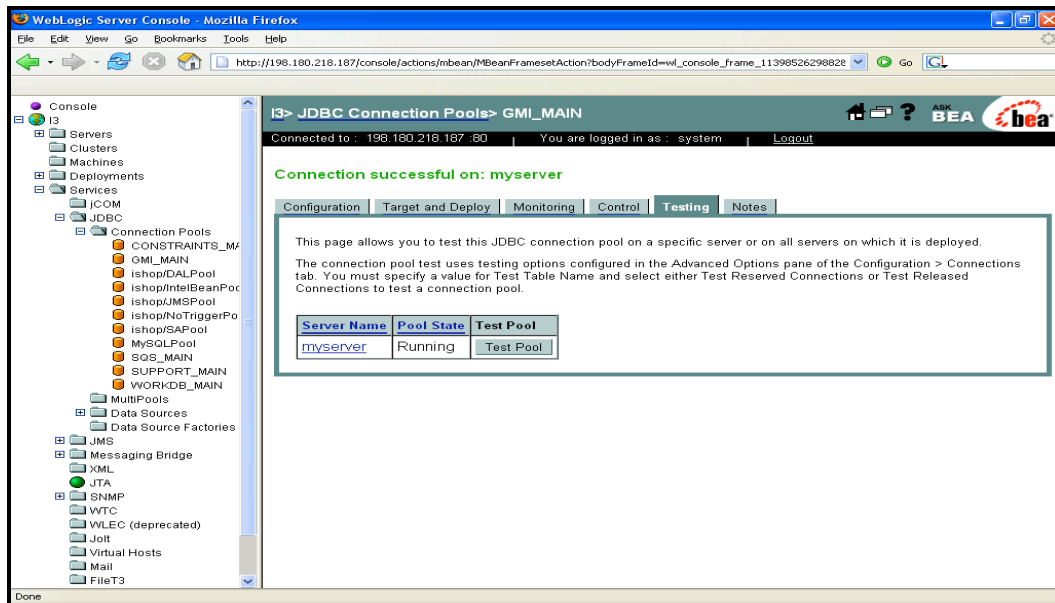 WebLogic Server Console - Mozilla Firefox
File Edit View Go Bookmarks Tools Help
http://198.180.218.187/console/actions/mbean/MBeanFramesetAction?bodyFrameId=wl_console_frame_11398526298828 Go
Console
I3
Servers
Clusters
Machines
Deployments
Services
jCOM
JDBC
Connection Pools
CONSTRAINTS_MA
GMI_MAIN
ishop/DALPool
ishop/IntelBeanPoo
ishop/JMSPool
ishop/NoTriggerPo
ishop/SAPool
MySQLPool
SQS_MAIN
SUPPORT_MAIN
WORKDB_MAIN
MultiPools
Data Sources
Data Source Factories
JMS
Messaging Bridge
XML
JTA
SNMP
WTC
WLEC (deprecated)
Jolt
Virtual Hosts
Mail
FileT3
I3> JDBC Connection Pools> GMI_MAIN
? ASK BEA bea
Connected to : 198.180.218.187 :80 You are logged in as : system Logout
Connection successful on: myserver
Configuration Target and Deploy Monitoring Control Testing Notes
This page allows you to test this JDBC connection pool on a specific server or on all servers on which it is deployed.
The connection pool test uses testing options configured in the Advanced Options pane of the Configuration > Connections
tab. You must specify a value for Test Table Name and select either Test Reserved Connections or Test Released
Connections to test a connection pool.
Server Name Pool State Test Pool
myserver Running Test Pool
Done